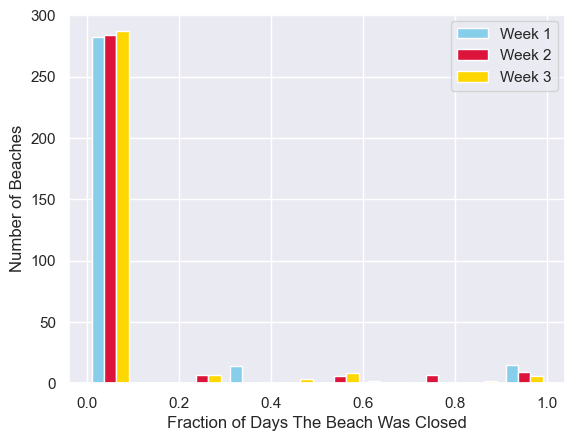 300
250
200
150
100
50
0
Number of Beaches
Week 1
Week 2
Week 3
0.0 0.2 0.4 0.6 0.8 1.0
Fraction of Days The Beach Was Closed